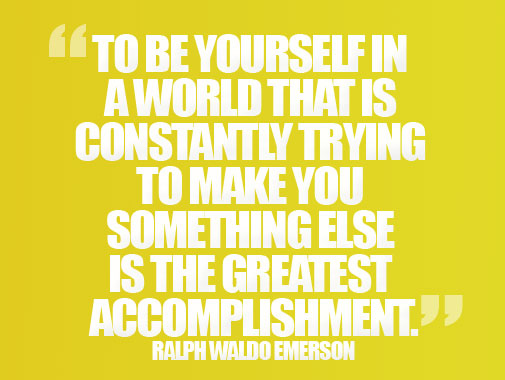 “TO BE YOURSELF IN
A WORLD THAT IS
CONSTANTLY TRYING
TO MAKE YOU
SOMETHING ELSE
IS THE GREATEST
ACCOMPLISHMENT.”
RALPH WALDO EMERSON